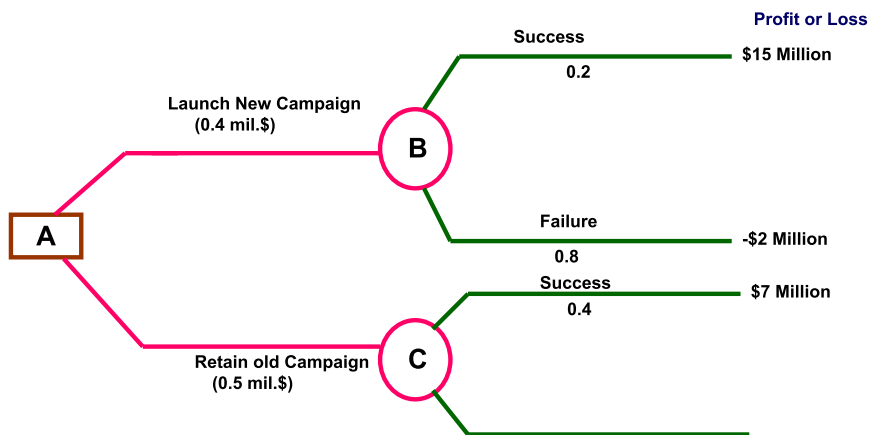 Profit or Loss
Success
$15 Million
0.2
Launch New Campaign
(0.4 mil.$)
B
A
Failure
-$2 Million
0.8
Success
$7 Million
0.4
Retain old Campaign
(0.5 mil.$)
C